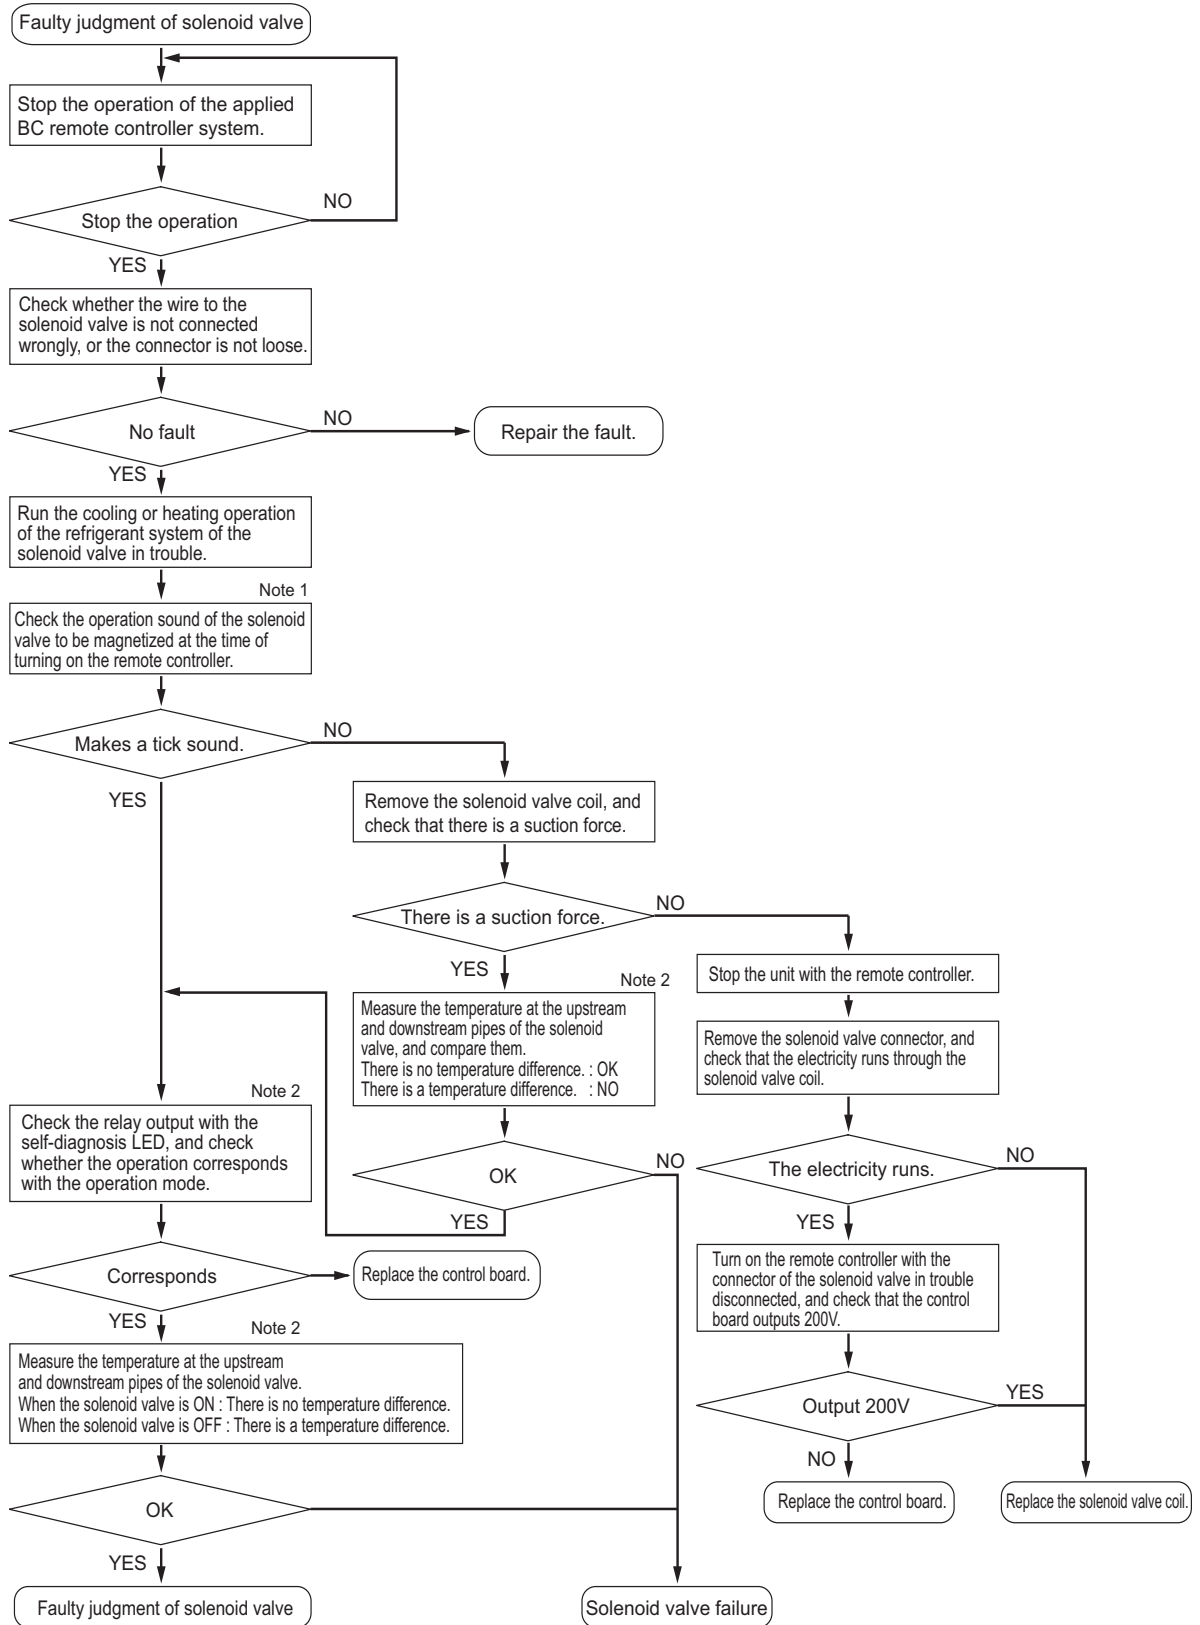 Faulty judgment of solenoid valve
Stop the operation of the applied
BC remote controller system.
Stop the operation
NO
YES
Check whether the wire to the
solenoid valve is not connected
wrongly, or the connector is not loose.
No fault
NO
Repair the fault.
YES
Run the cooling or heating operation
of the refrigerant system of the
solenoid valve in trouble.
Note 1
Check the operation sound of the solenoid
valve to be magnetized at the time of
turning on the remote controller.
Makes a tick sound.
NO
YES
Remove the solenoid valve coil, and
check that there is a suction force.
There is a suction force.
NO
YES
Note 2
Measure the temperature at the upstream
and downstream pipes of the solenoid
valve, and compare them.
There is no temperature difference. : OK
There is a temperature difference. : NO
Stop the unit with the remote controller.
Remove the solenoid valve connector, and
check that the electricity runs through the
solenoid valve coil.
Note 2
Check the relay output with the
self-diagnosis LED, and check
whether the operation corresponds
with the operation mode.
OK
NO
YES
The electricity runs.
NO
YES
Corresponds
Replace the control board.
YES
Note 2
Turn on the remote controller with the
connector of the solenoid valve in trouble
disconnected, and check that the control
board outputs 200V.
Measure the temperature at the upstream
and downstream pipes of the solenoid valve.
When the solenoid valve is ON : There is no temperature difference.
When the solenoid valve is OFF : There is a temperature difference.
Output 200V
YES
NO
Replace the control board.
Replace the solenoid valve coil.
OK
YES
Faulty judgment of solenoid valve
Solenoid valve failure